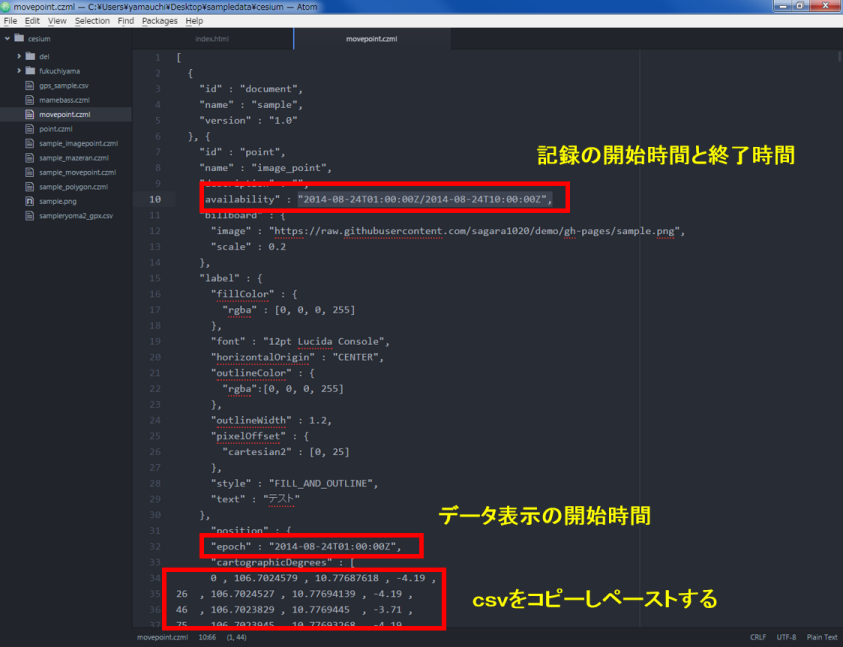 movepoint.czml — C:¥Users¥yamauchi¥Desktop¥sampledata¥cesium — Atom
File Edit View Selection Find Packages Help
cesium
del
fukuchiyama
gps_sample.csv
mamebass.czml
movepoint.czml
point.czml
sample_imagepoint.czml
sample_mazeran.czml
sample_movepoint.czml
sample_polygon.czml
sample.png
sampleryoma2_gpx.csv
index.html
movepoint.czml
1 [
2 {
3 "id" : "document",
4 "name" : "sample",
5 "version" : "1.0"
6 }, {
7 "id" : "point",
8 "name" : "image_point",
9 "description" : "",
10 availability" : "2014-08-24T01:00:00Z/2014-08-24T10:00:00Z",
11 billboard" : {
12 "image" : "https://raw.githubusercontent.com/sagara1020/demo/gh-pages/sample.png",
13 "scale" : 0.2
14 },
15 "label" : {
16 "fillColor" : {
17 "rgba" : [0, 0, 0, 255]
18 },
19 "font" : "12pt Lucida Console",
20 "horizontalOrigin" : "CENTER",
21 "outlineColor" : {
22 "rgba":[0, 0, 0, 255]
23 },
24 "outlineWidth" : 1.2,
25 "pixelOffset" : {
26 "cartesian2" : [0, 25]
27 },
28 "style" : "FILL_AND_OUTLINE",
29 "text" : "テスト"
30 },
31 "position" : {
32 "epoch" : "2014-08-24T01:00:00Z",
33 "cartographicDegrees" : [
34 0 , 106.7024579 , 10.77687618 , -4.19 ,
35 26 , 106.7024527 , 10.77694139 , -4.19 ,
36 46 , 106.7023829 , 10.7769445 , -3.71 ,
37 75 , 106.7023945 , 10.77693268 , -4.19
記録の開始時間と終了時間
データ表示の開始時間
csvをコピーしペーストする
movepoint.czml 10:66 (1, 44)
CRLF UTF-8 Plain Text